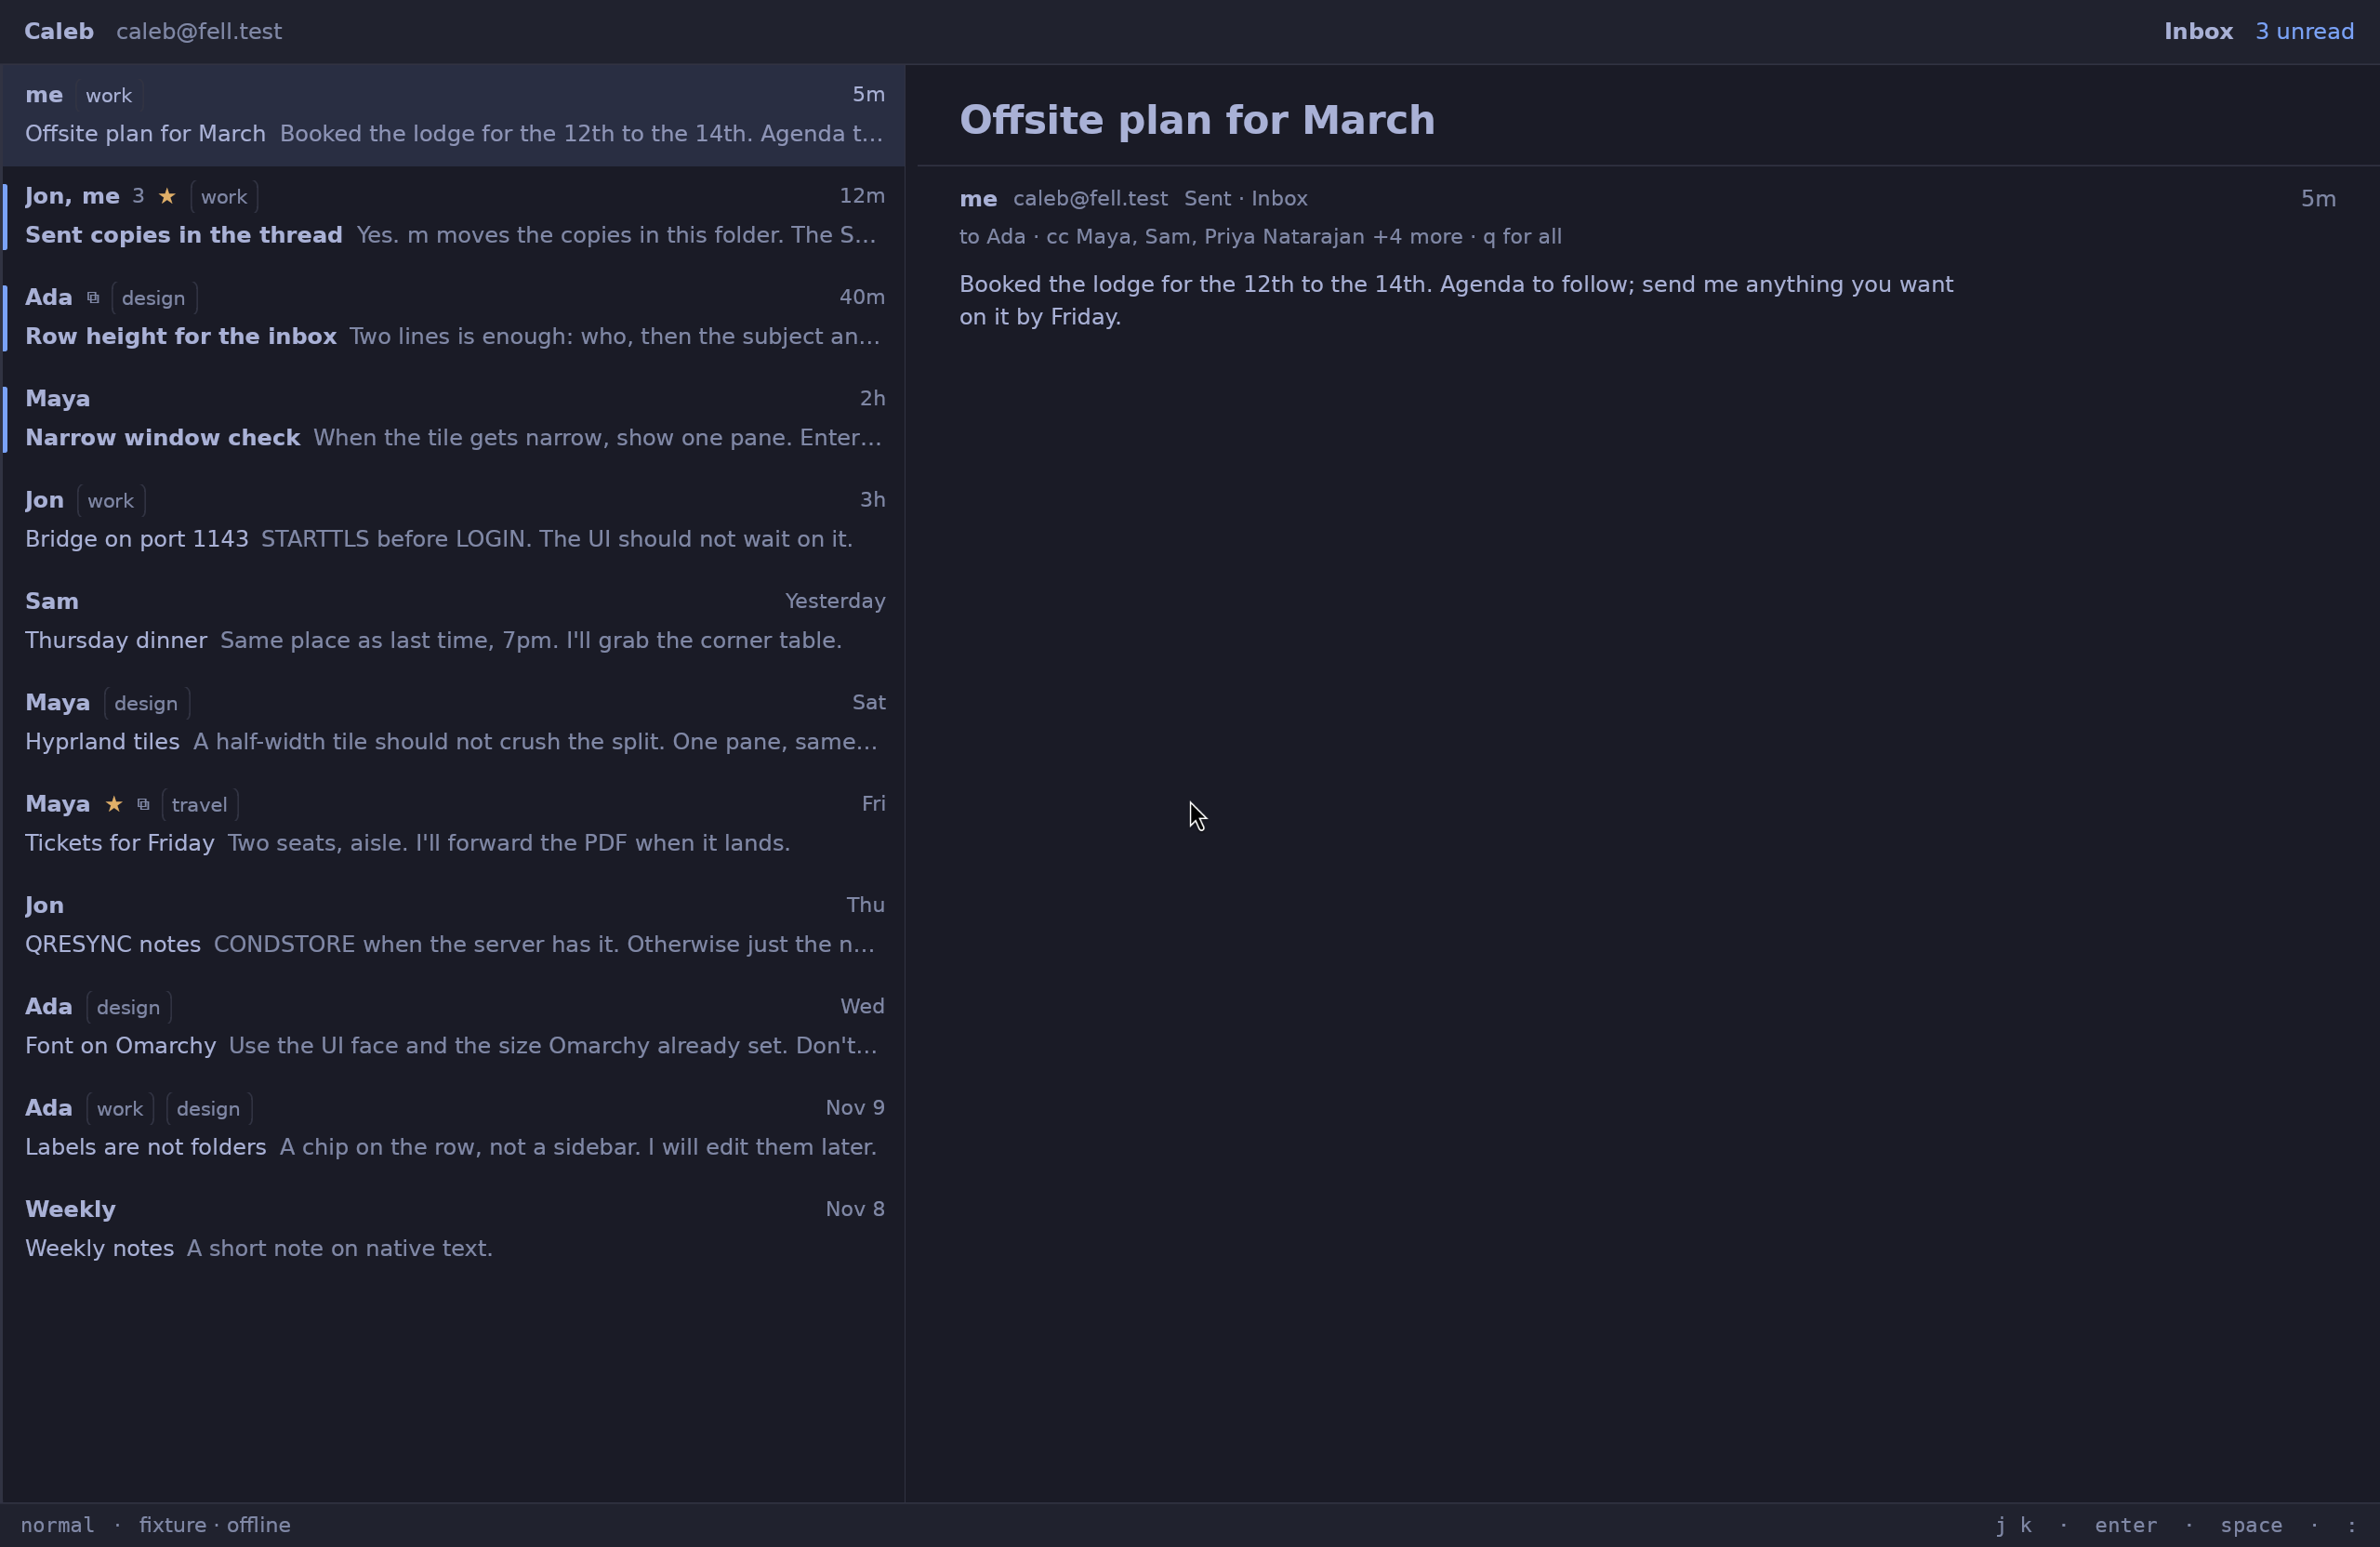 Caleb caleb@fell.test Inbox 3 unread
me work 5m
Offsite plan for March Booked the lodge for the 12th to the 14th. Agenda t…
Jon, me 3 ★ work 12m
Sent copies in the thread Yes. m moves the copies in this folder. The S…
Ada ⧉ design 40m
Row height for the inbox Two lines is enough: who, then the subject an…
Maya 2h
Narrow window check When the tile gets narrow, show one pane. Enter…
Jon work 3h
Bridge on port 1143 STARTTLS before LOGIN. The UI should not wait on it.
Sam Yesterday
Thursday dinner Same place as last time, 7pm. I'll grab the corner table.
Maya design Sat
Hyprland tiles A half-width tile should not crush the split. One pane, same…
Maya ★ ⧉ travel Fri
Tickets for Friday Two seats, aisle. I'll forward the PDF when it lands.
Jon Thu
QRESYNC notes CONDSTORE when the server has it. Otherwise just the n…
Ada design Wed
Font on Omarchy Use the UI face and the size Omarchy already set. Don't…
Ada work design Nov 9
Labels are not folders A chip on the row, not a sidebar. I will edit them later.
Weekly Nov 8
Weekly notes A short note on native text.
Offsite plan for March
me caleb@fell.test Sent · Inbox 5m
to Ada · cc Maya, Sam, Priya Natarajan +4 more · q for all
Booked the lodge for the 12th to the 14th. Agenda to follow; send me anything you want
on it by Friday.
normal · fixture · offline j k · enter · space · :